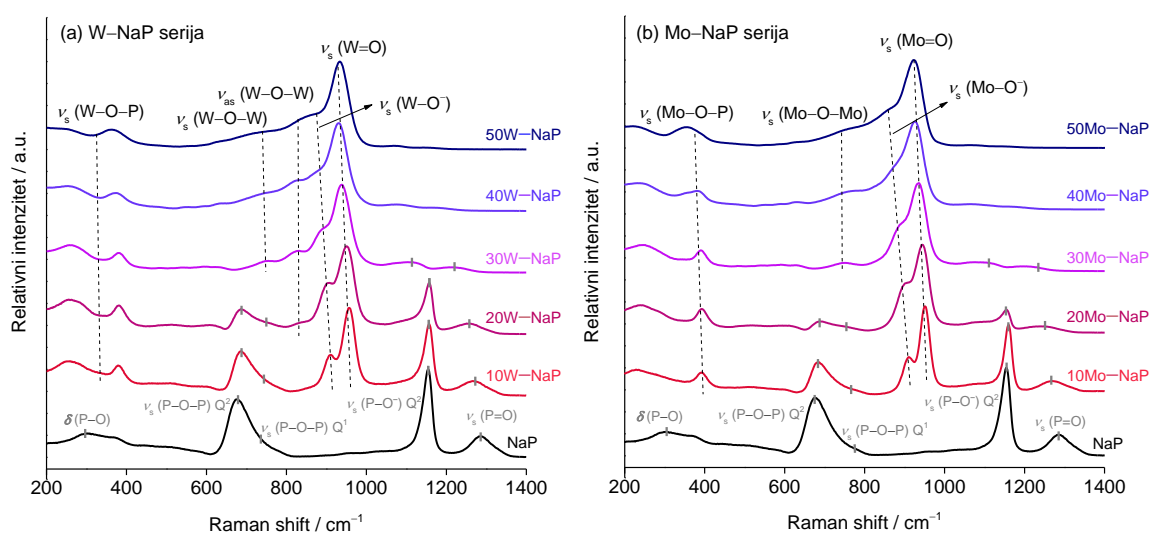 (a) W–NaP serija
νs (W=O)
νas (W–O–W)
νs (W–O–P)
νs (W–O–W)
νs (W–O⁻)
50W–NaP
40W–NaP
30W–NaP
20W–NaP
10W–NaP
δ (P–O)
νs (P–O–P) Q²
νs (P–O–P) Q¹
νs (P–O⁻) Q²
νs (P=O)
NaP
Relativni intenzitet / a.u.
200 400 600 800 1000 1200 1400
Raman shift / cm⁻¹
(b) Mo–NaP serija
νs (Mo=O)
νs (Mo–O–P)
νs (Mo–O–Mo)
νs (Mo–O⁻)
50Mo–NaP
40Mo–NaP
30Mo–NaP
20Mo–NaP
10Mo–NaP
δ (P–O)
νs (P–O–P) Q²
νs (P–O–P) Q¹
νs (P–O⁻) Q²
νs (P=O)
NaP
Relativni intenzitet / a.u.
200 400 600 800 1000 1200 1400
Raman shift / cm⁻¹